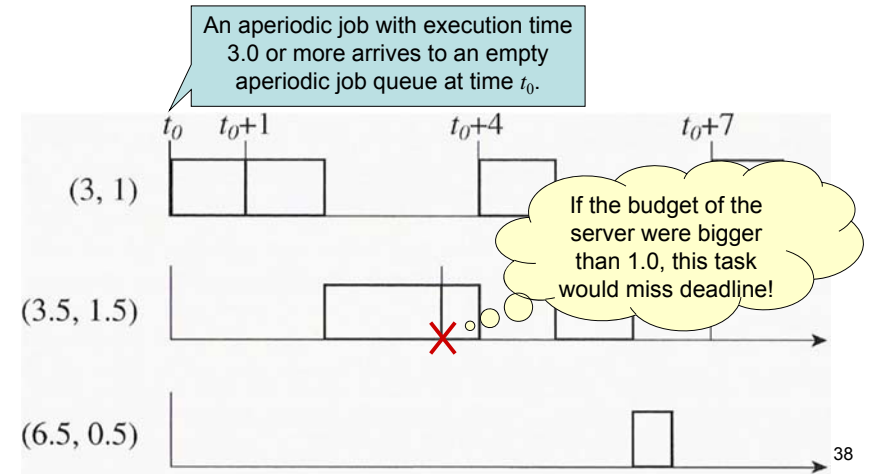 An aperiodic job with execution time
3.0 or more arrives to an empty
aperiodic job queue at time t₀.
t₀ t₀+1 t₀+4 t₀+7
(3, 1)
If the budget of the
server were bigger
than 1.0, this task
would miss deadline!
(3.5, 1.5)
(6.5, 0.5)
38